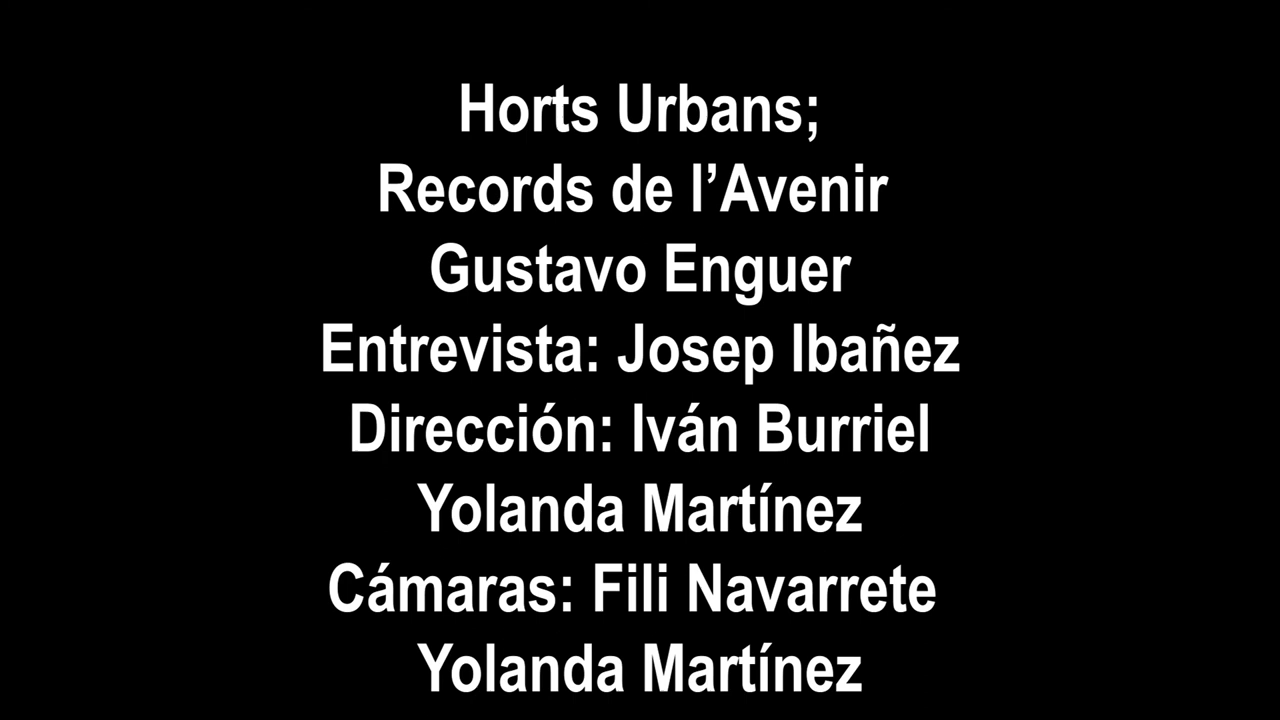 Horts Urbans;
Records de l’Avenir
Gustavo Enguer
Entrevista: Josep Ibañez
Dirección: Iván Burriel
Yolanda Martínez
Cámaras: Fili Navarrete
Yolanda Martínez